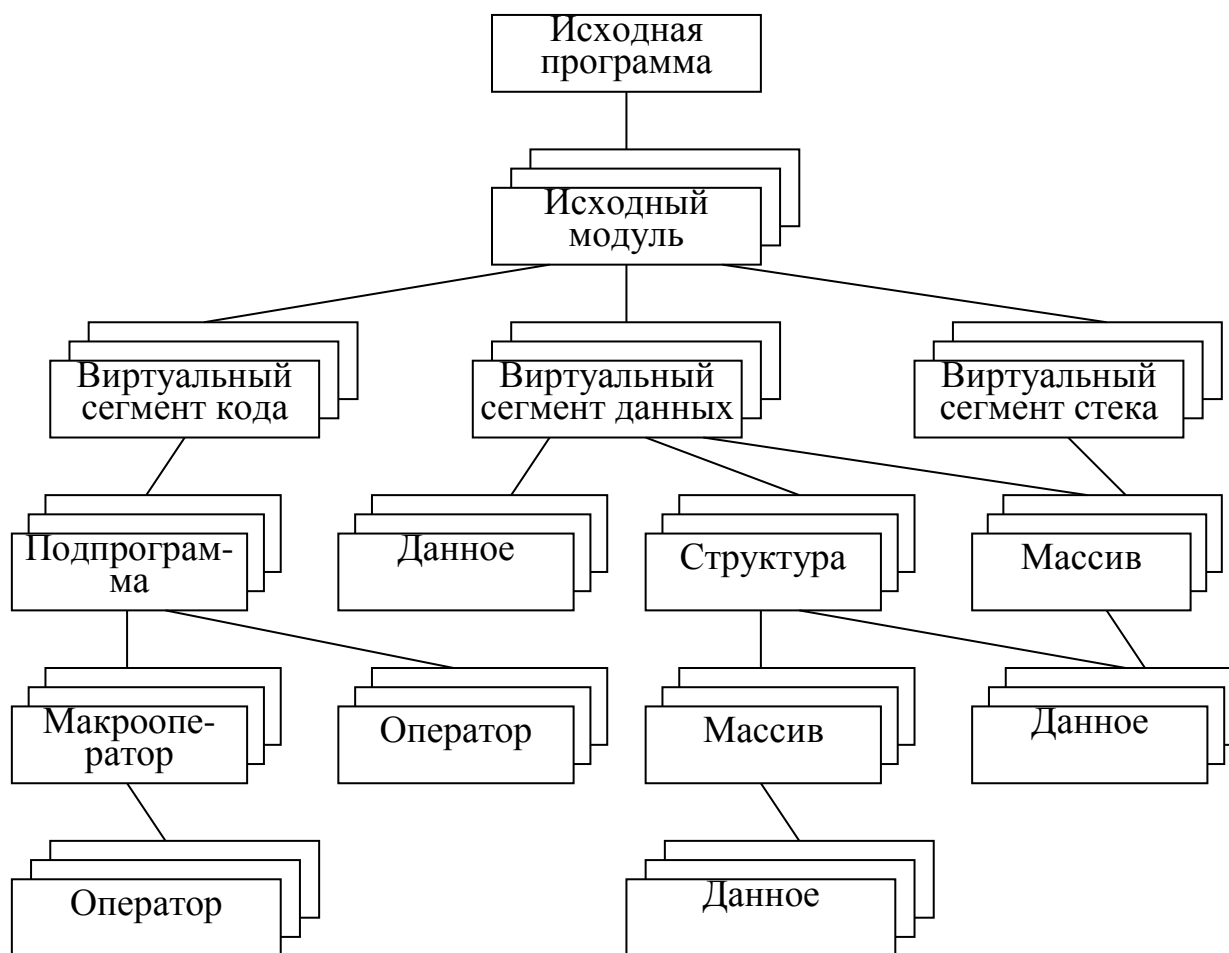 Исходная
программа
Исходный
модуль
Виртуальный
сегмент кода
Виртуальный
сегмент данных
Виртуальный
сегмент стека
Подпрограм-
ма
Данное
Структура
Массив
Макроопе-
ратор
Оператор
Массив
Данное
Оператор
Данное